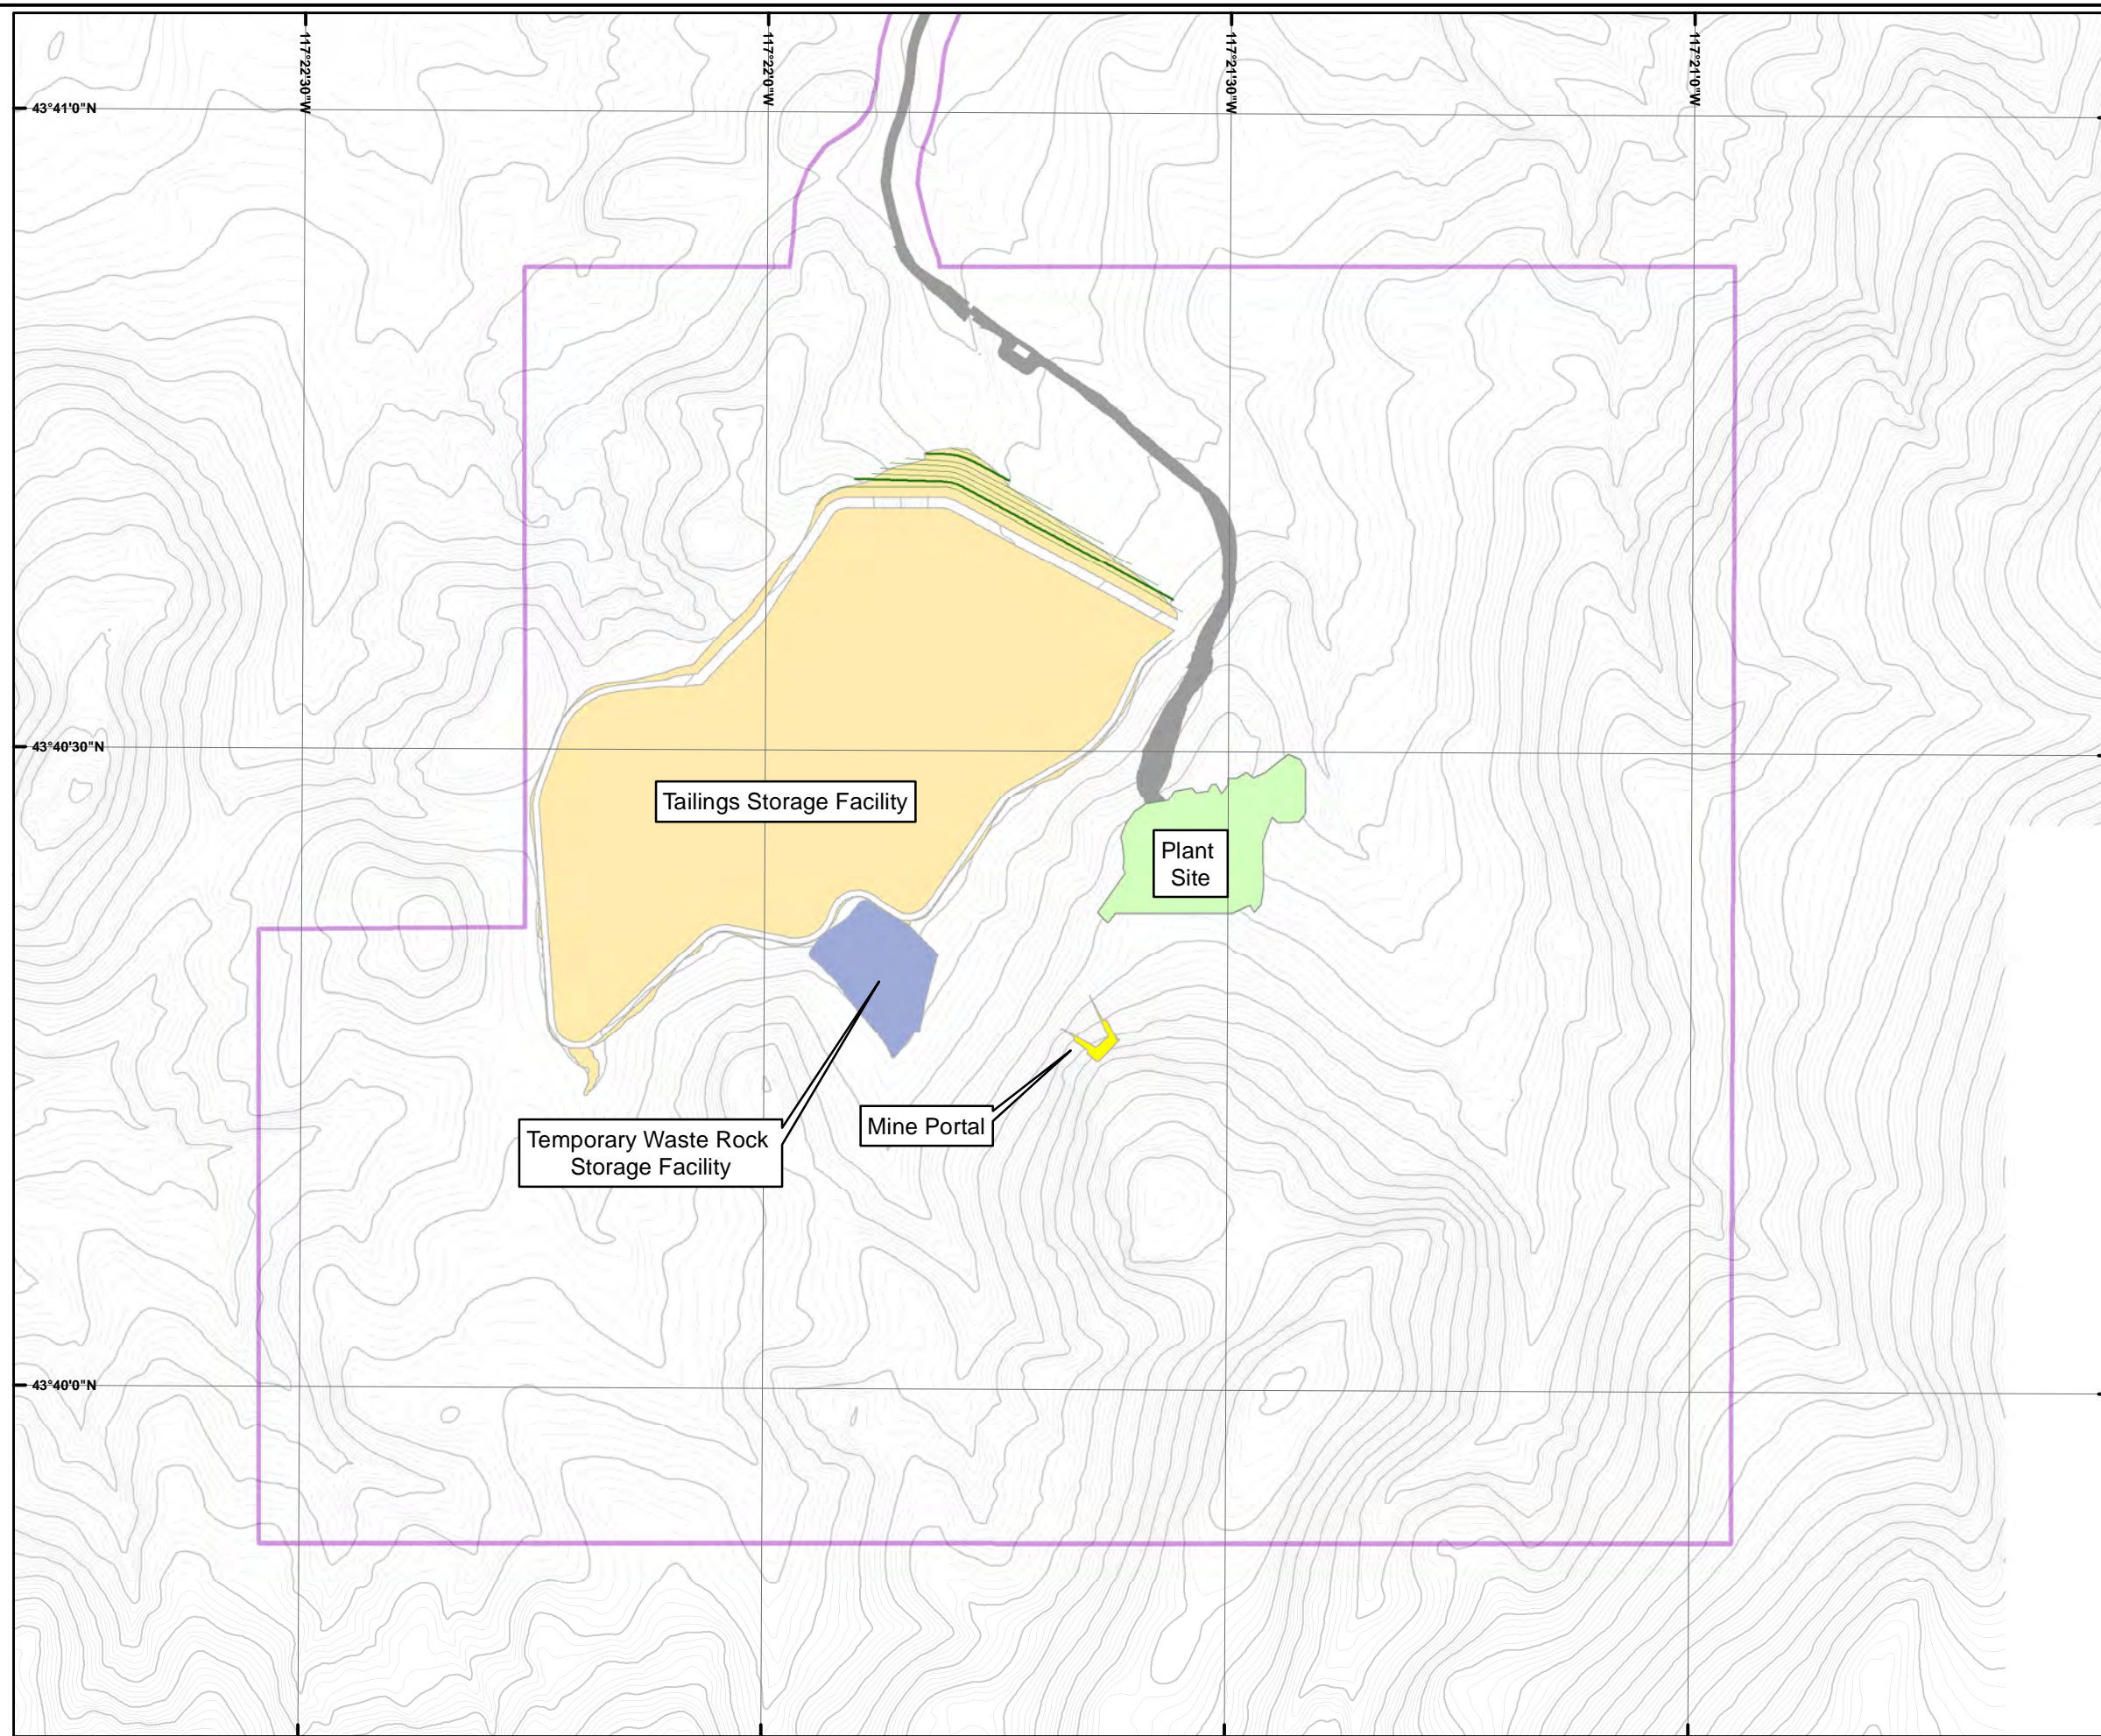 117°22'30"W
117°22'0"W
117°21'30"W
117°21'0"W
43°41'0"N
43°40'30"N
Tailings Storage Facility
Plant
Site
Mine Portal
Temporary Waste Rock
Storage Facility
43°40'0"N